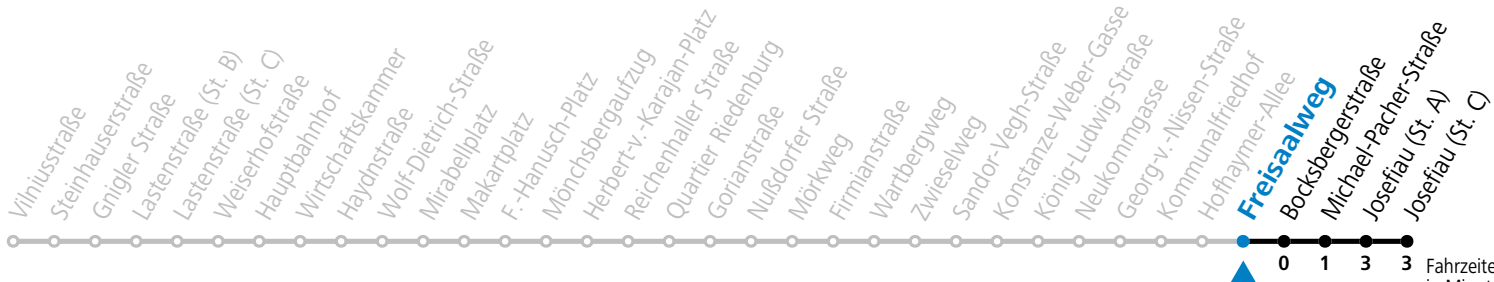 Vilniusstraße
Steinhauserstraße
Gnigler Straße
Lastenstraße (St. B)
Lastenstraße (St. C)
Weiserhofstraße
Hauptbahnhof
Wirtschaftskammer
Haydnstraße
Wolf-Dietrich-Straße
Mirabellplatz
Makartplatz
F.-Hanusch-Platz
Mönchsbergaufzug
Herbert-v.-Karajan-Platz
Reichenhaller Straße
Quartier Riedenburg
Gorianstraße
Nußdorfer Straße
Morkweg
Firmianstraße
Wartbergweg
Zwieselweg
Sandor-Vegh-Straße
Konstanze-Weber-Gasse
König-Ludwig-Straße
Neukommgasse
Georg-v.-Nissen-Straße
Kommunalfriedhof
Hofhaymer-Allee
Freisaalweg
Bocksbergerstraße
Michael-Pacher-Straße
Josefiau (St. A)
Josefiau (St. C)
0 1 3 3 Fahrzeite